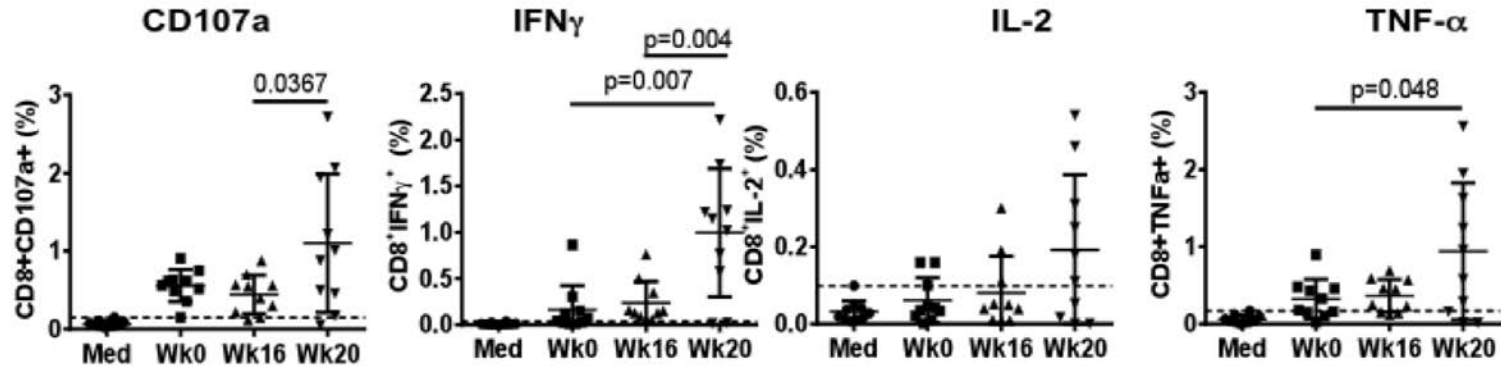 CD107a
CD8+CD107a+ (%)
3
2
1
0
0.0367
Med Wk0 Wk16 Wk20
IFNγ
CD8⁺IFNγ⁺ (%)
2.5
2.0
1.5
1.0
0.5
0.0
p=0.004
p=0.007
Med Wk0 Wk16 Wk20
IL-2
CD8⁺IL-2⁺ (%)
0.6
0.4
0.2
0.0
Med Wk0 Wk16 Wk20
TNF-α
CD8+TNFa+ (%)
3
2
1
0
p=0.048
Med Wk0 Wk16 Wk20